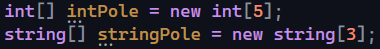 int[] intPole = new int[5];
string[] stringPole = new string[3];